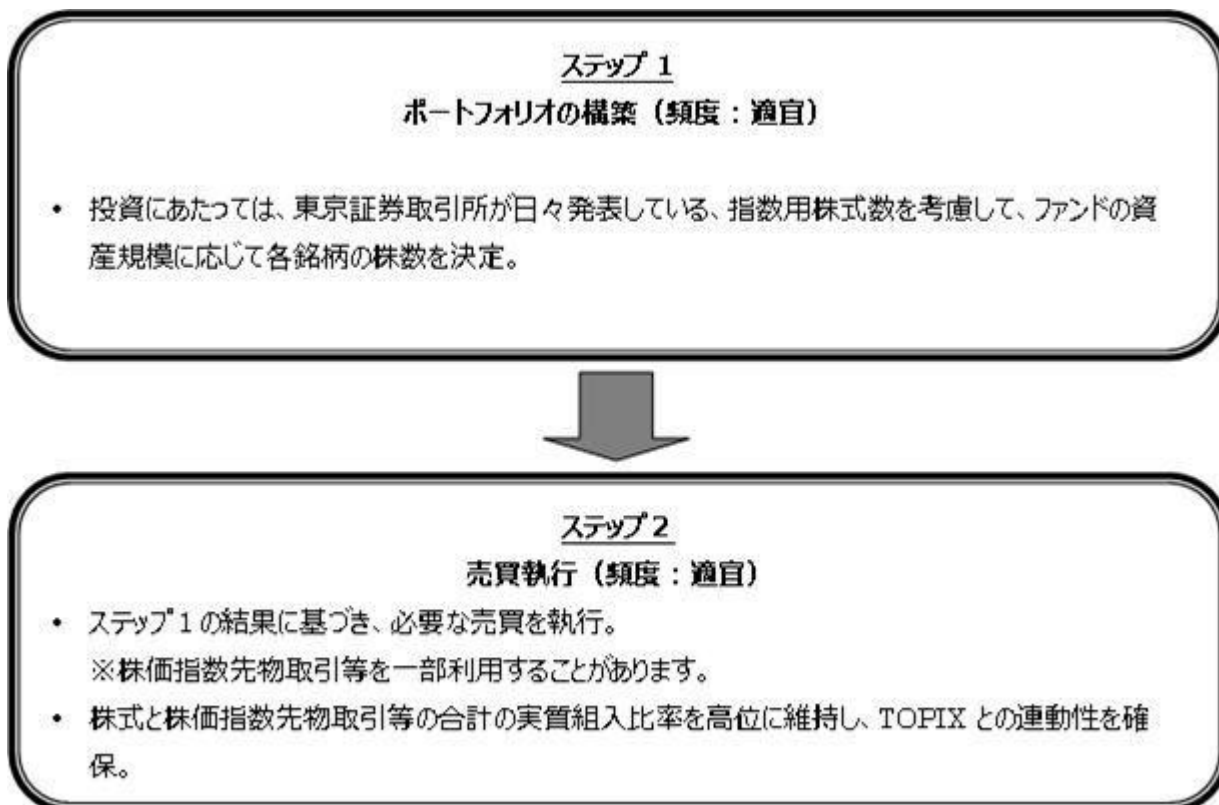 ステップ 1
ポートフォリオの構築（頻度：適宜）
• 投資にあたっては、東京証券取引所が日々発表している、指数用株式数を考慮して、ファンドの資
産規模に応じて各銘柄の株数を決定。
ステップ 2
売買執行（頻度：適宜）
• ステップ 1 の結果に基づき、必要な売買を執行。
※株価指数先物取引等を一部利用することがあります。
• 株式と株価指数先物取引等の合計の実質組入比率を高位に維持し、TOPIX との連動性を確
保。